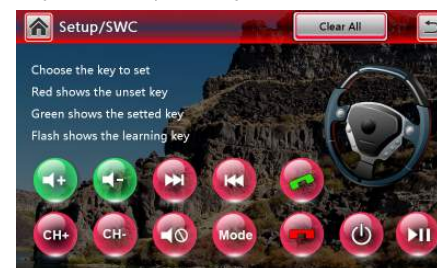 Setup/SWC
Clear All
Choose the key to set
Red shows the unset key
Green shows the setted key
Flash shows the learning key
CH+ CH- Mode